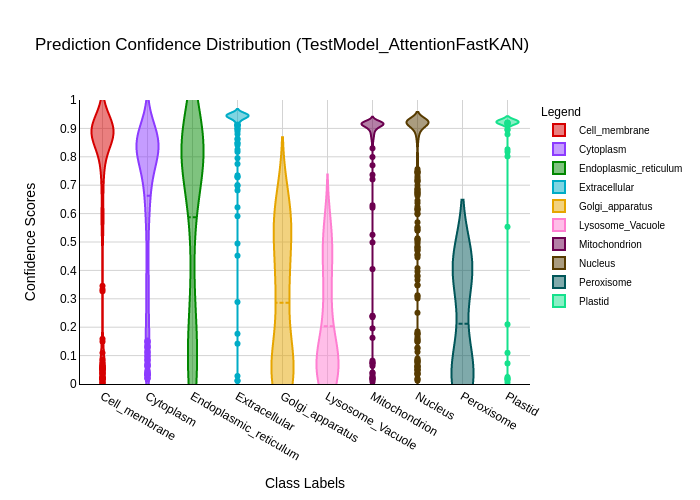 Prediction Confidence Distribution (TestModel_AttentionFastKAN)
Confidence Scores
1
0.9
0.8
0.7
0.6
0.5
0.4
0.3
0.2
0.1
0
Cell_membrane
Cytoplasm
Endoplasmic_reticulum
Extracellular
Golgi_apparatus
Lysosome_Vacuole
Mitochondrion
Nucleus
Peroxisome
Plastid
Class Labels
Legend
Cell_membrane
Cytoplasm
Endoplasmic_reticulum
Extracellular
Golgi_apparatus
Lysosome_Vacuole
Mitochondrion
Nucleus
Peroxisome
Plastid